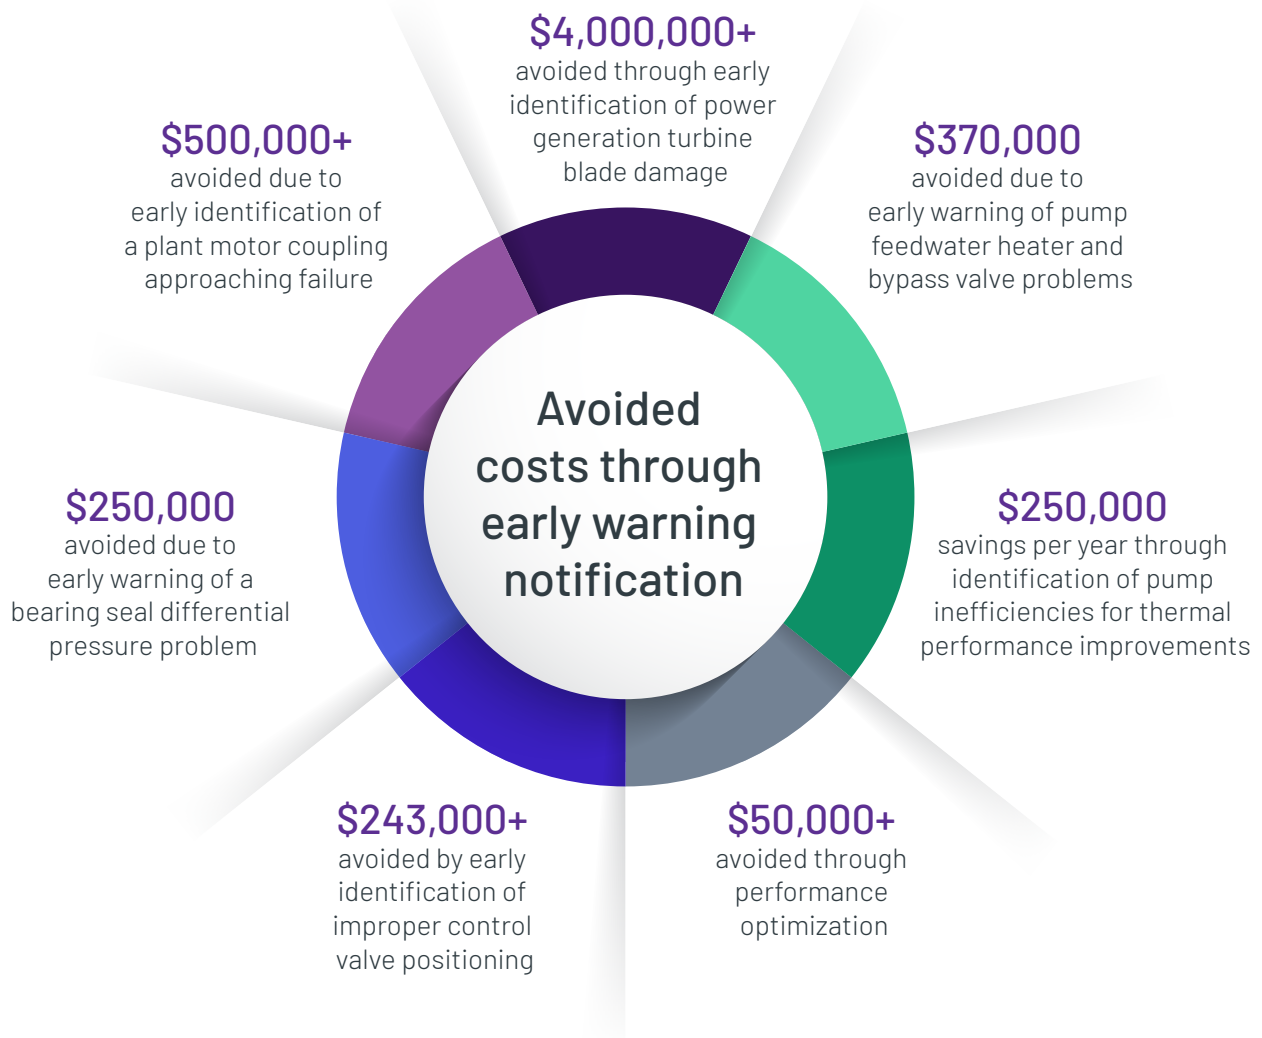 $4,000,000+
avoided through early
identification of power
generation turbine
blade damage
$370,000
avoided due to
early warning of pump
feedwater heater and
bypass valve problems
$250,000
savings per year through
identification of pump
inefficiencies for thermal
performance improvements
$50,000+
avoided through
performance
optimization
$243,000+
avoided by early
identification of
improper control
valve positioning
$250,000
avoided due to
early warning of a
bearing seal differential
pressure problem
$500,000+
avoided due to
early identification of
a plant motor coupling
approaching failure
Avoided
costs through
early warning
notification